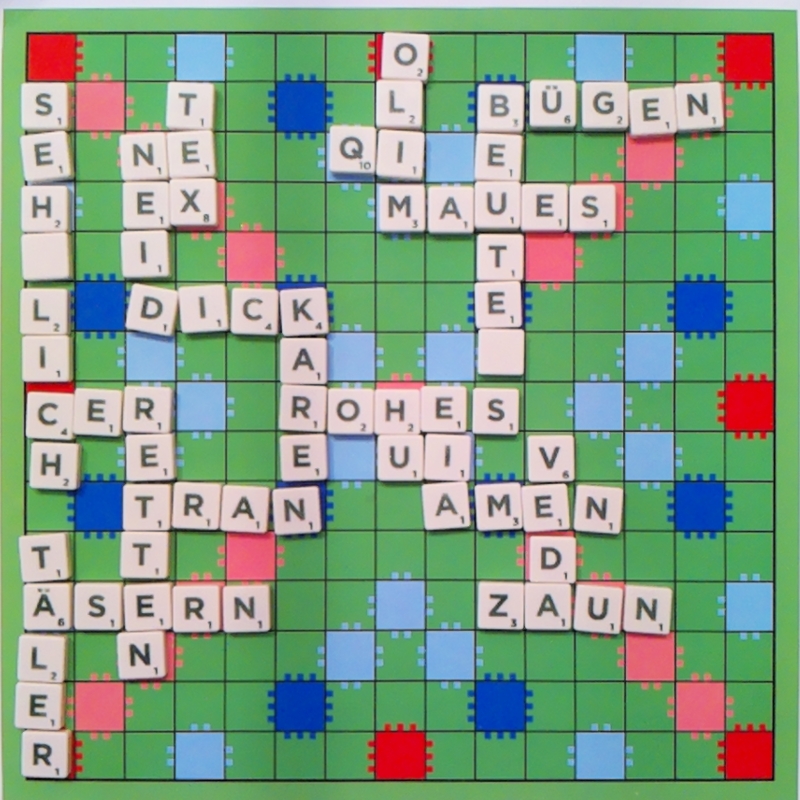 O
S T L BÜGEN
E NE QI E
H EX MAUES
I T
L DICK E
I A
CER ROHES
H E E UI V
TRAN AMEN
T T D
ÄSERN ZAUN
L N
E
R